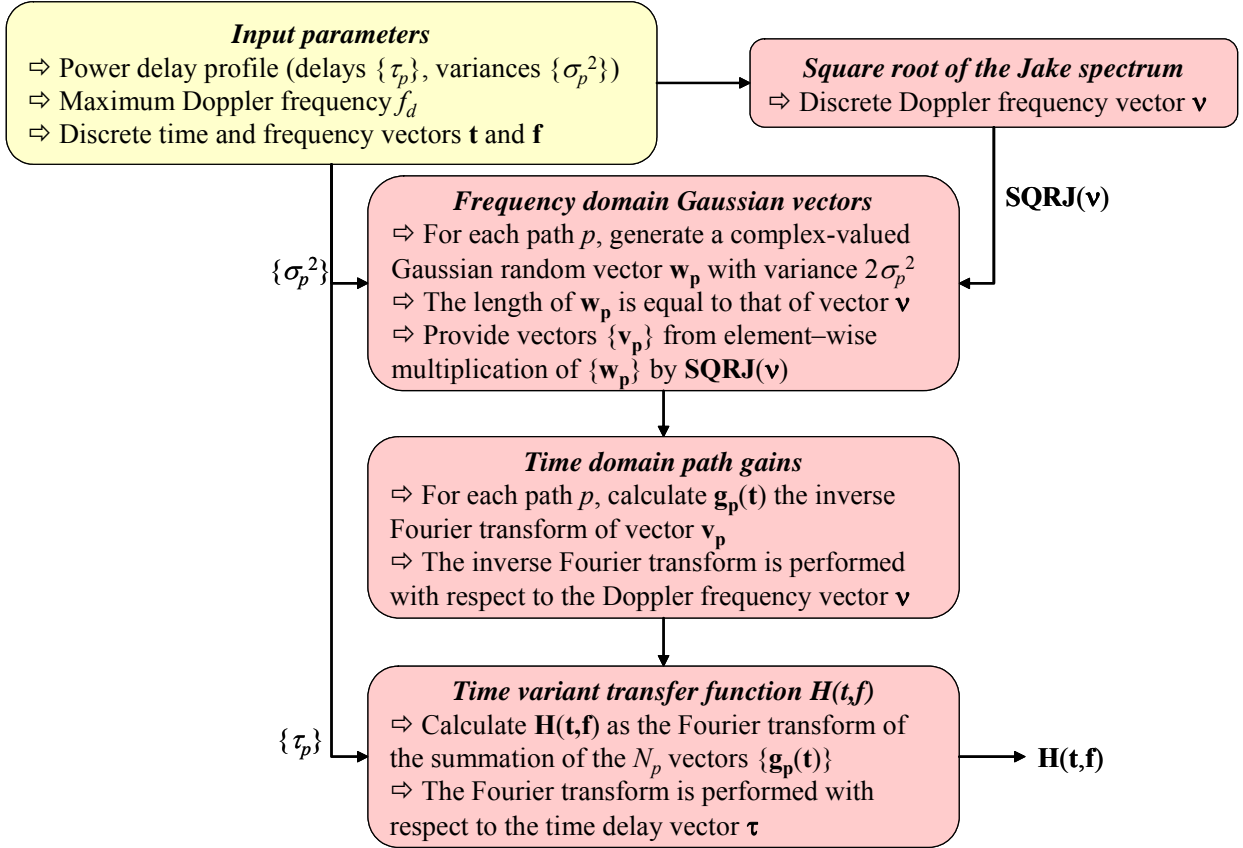 Input parameters
⇨ Power delay profile (delays {τₚ}, variances {σₚ²})
⇨ Maximum Doppler frequency f_d
⇨ Discrete time and frequency vectors t and f
Square root of the Jake spectrum
⇨ Discrete Doppler frequency vector ν
SQRJ(ν)
{σₚ²}
Frequency domain Gaussian vectors
⇨ For each path p, generate a complex-valued
Gaussian random vector wₚ with variance 2σₚ²
⇨ The length of wₚ is equal to that of vector ν
⇨ Provide vectors {vₚ} from element–wise
multiplication of {wₚ} by SQRJ(ν)
Time domain path gains
⇨ For each path p, calculate gₚ(t) the inverse
Fourier transform of vector vₚ
⇨ The inverse Fourier transform is performed
with respect to the Doppler frequency vector ν
{τₚ}
Time variant transfer function H(t,f)
⇨ Calculate H(t,f) as the Fourier transform of
the summation of the Nₚ vectors {gₚ(t)}
⇨ The Fourier transform is performed with
respect to the time delay vector τ
H(t,f)